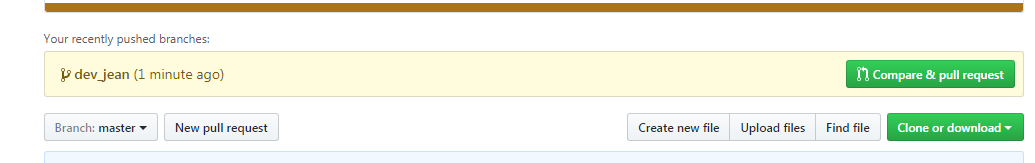 Your recently pushed branches:
dev_jean (1 minute ago)
Compare & pull request
Branch: master
New pull request
Create new file
Upload files
Find file
Clone or download